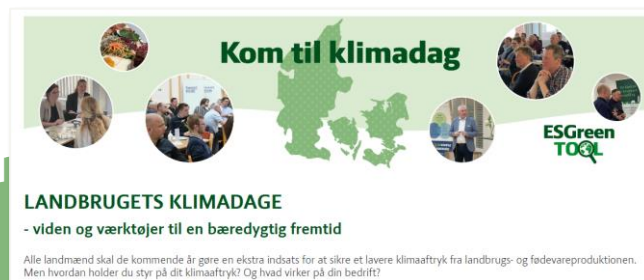 Kom til klimadag
ESGreen
TOOL
LANDBRUGETS KLIMADAGE
- viden og værktøjer til en bæredygtig fremtid
Alle landmænd skal de kommende år gøre en ekstra indsats for at sikre et lavere klimaaftryk fra landbrugs- og fødevareproduktionen.
Men hvordan holder du styr på dit klimaaftryk? Og hvad virker på din bedrift?